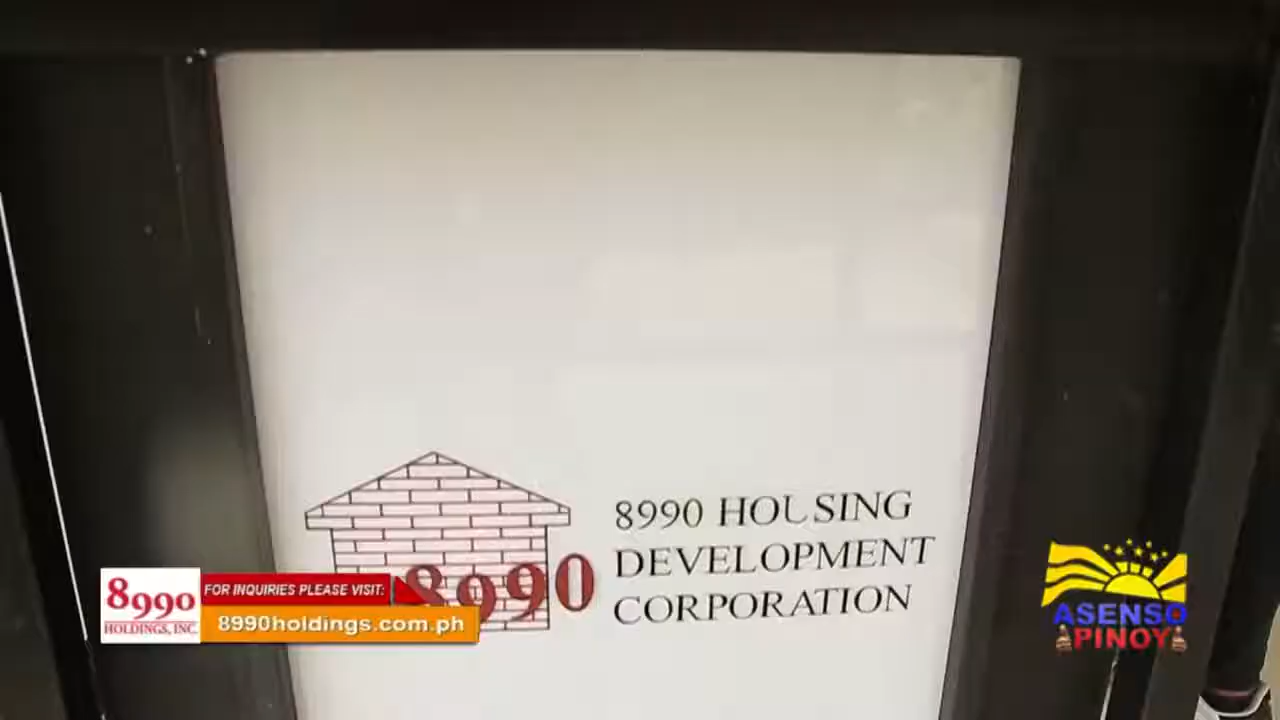 8990
8990 HOUSING
DEVELOPMENT
CORPORATION
8990
HOLDINGS, INC.
FOR INQUIRIES PLEASE VISIT:
8990holdings.com.ph
ASENSO
PINOY